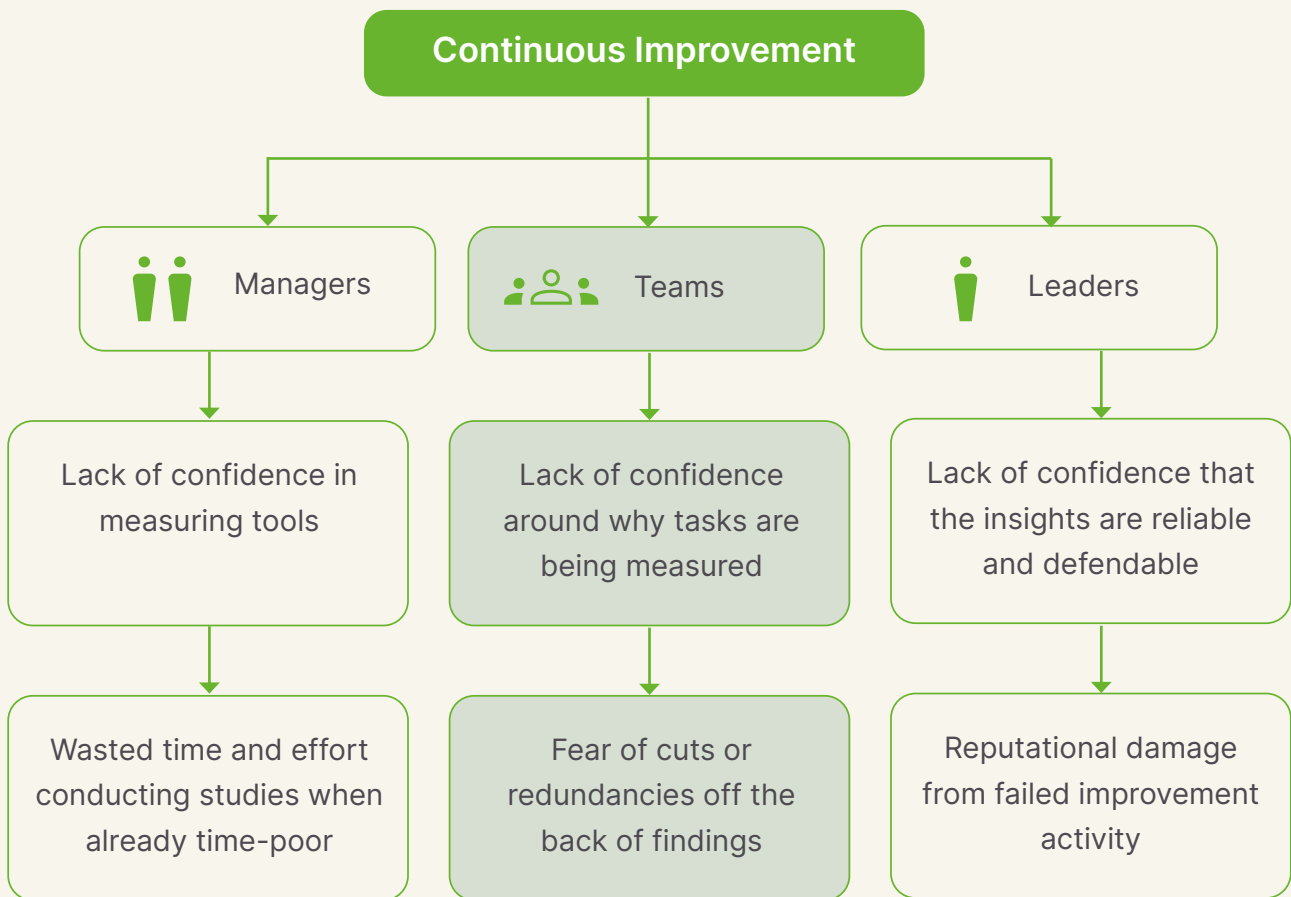 Continuous Improvement
Managers
Teams
Leaders
Lack of confidence in
measuring tools
Lack of confidence
around why tasks are
being measured
Lack of confidence that
the insights are reliable
and defendable
Wasted time and effort
conducting studies when
already time-poor
Fear of cuts or
redundancies off the
back of findings
Reputational damage
from failed improvement
activity